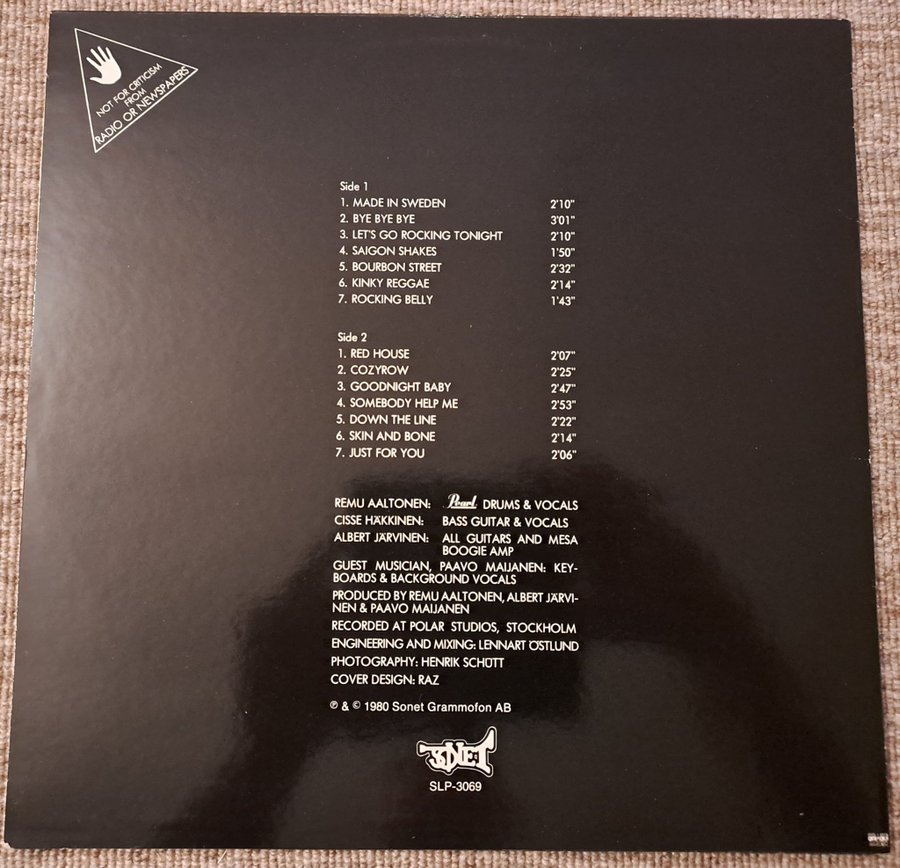 NOT FOR CRITICISM
FROM
RADIO OR NEWSPAPERS
Side 1
1. MADE IN SWEDEN 2'10"
2. BYE BYE BYE 3'01"
3. LET'S GO ROCKING TONIGHT 2'10"
4. SAIGON SHAKES 1'50"
5. BOURBON STREET 2'32"
6. KINKY REGGAE 2'14"
7. ROCKING BELLY 1'43"
Side 2
1. RED HOUSE 2'07"
2. COZYROW 2'25"
3. GOODNIGHT BABY 2'47"
4. SOMEBODY HELP ME 2'53"
5. DOWN THE LINE 2'22"
6. SKIN AND BONE 2'14"
7. JUST FOR YOU 2'06"
REMU AALTONEN: Pearl DRUMS & VOCALS
CISSE HÄKKINEN: BASS GUITAR & VOCALS
ALBERT JÄRVINEN: ALL GUITARS AND MESA
BOOGIE AMP
GUEST MUSICIAN, PAAVO MAIJANEN: KEY-
BOARDS & BACKGROUND VOCALS
PRODUCED BY REMU AALTONEN, ALBERT JÄRVI-
NEN & PAAVO MAIJANEN
RECORDED AT POLAR STUDIOS, STOCKHOLM
ENGINEERING AND MIXING: LENNART ÖSTLUND
PHOTOGRAPHY: HENRIK SCHÜTT
COVER DESIGN: RAZ
℗ & © 1980 Sonet Grammofon AB
SONET
SLP-3069